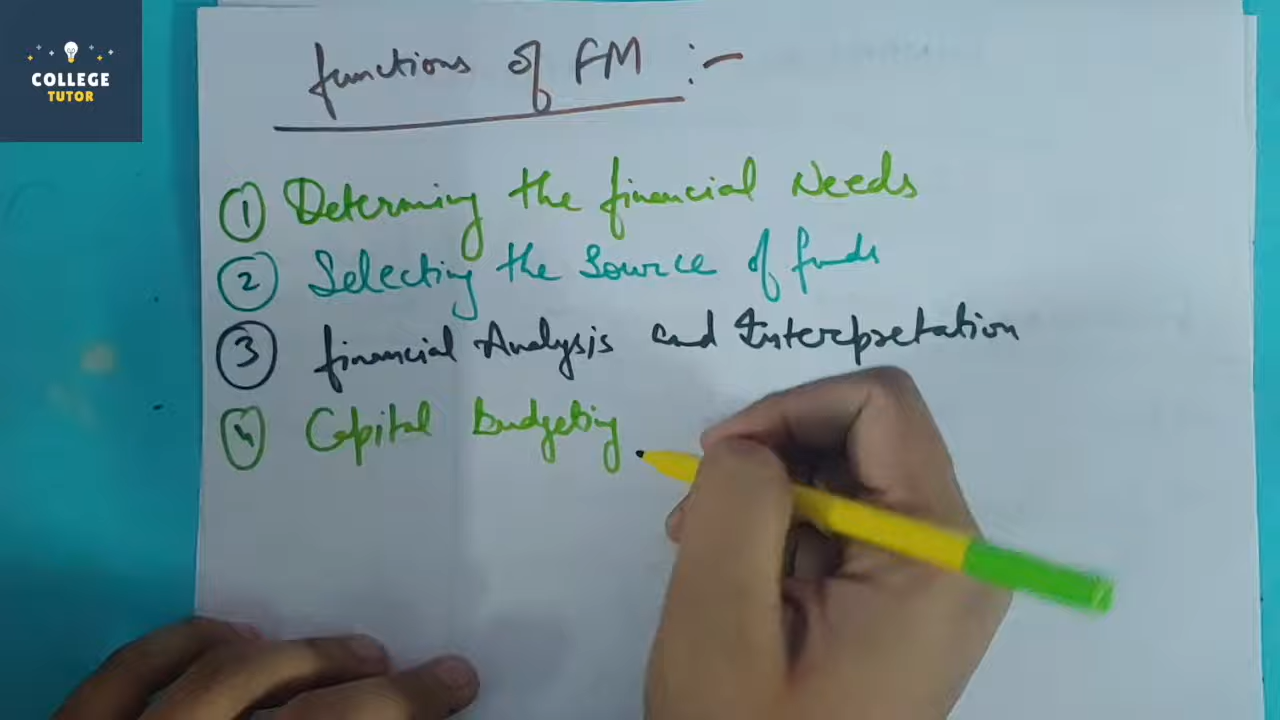 COLLEGE
TUTOR
functions of FM :-
① Determing the financial Needs
② Selecting the Source of funds
③ financial Analysis and Interpretation
④ Capital Budgeting